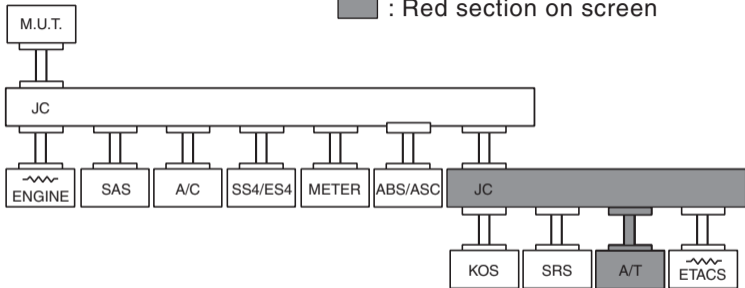 : Red section on screen
M.U.T.
JC
ENGINE
SAS
A/C
SS4/ES4
METER
ABS/ASC
JC
KOS
SRS
A/T
ETACS